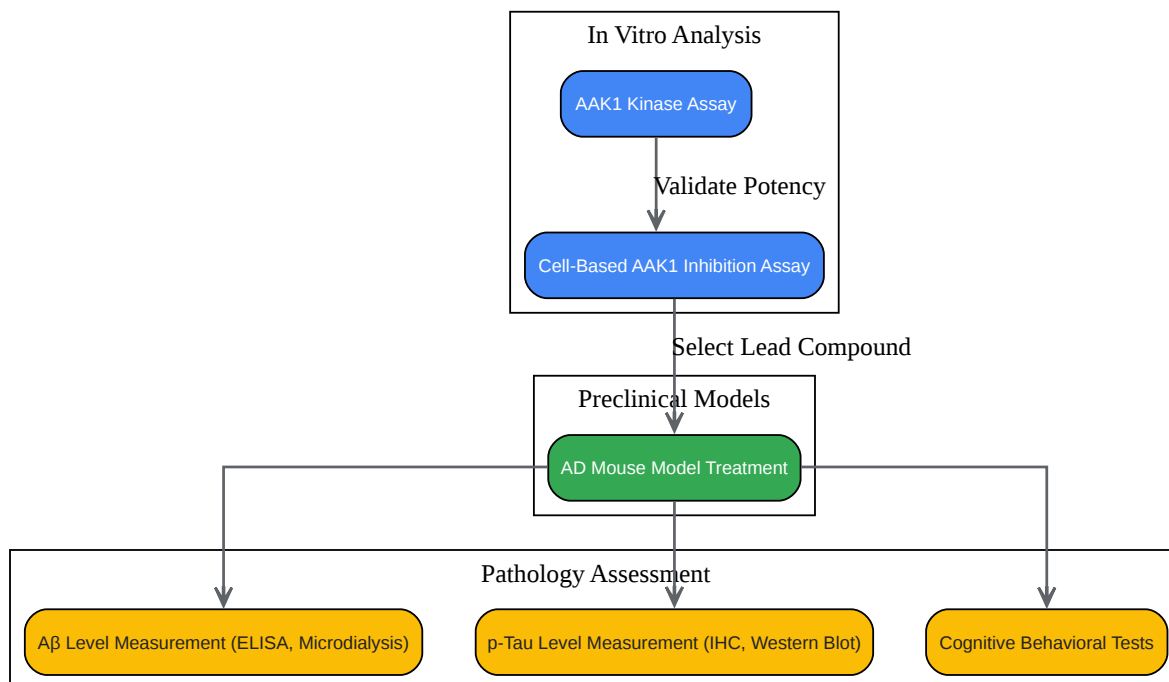 In Vitro Analysis
AAK1 Kinase Assay
Validate Potency
Cell-Based AAK1 Inhibition Assay
Select Lead Compound
Preclinical Models
AD Mouse Model Treatment
Pathology Assessment
Aβ Level Measurement (ELISA, Microdialysis)
p-Tau Level Measurement (IHC, Western Blot)
Cognitive Behavioral Tests